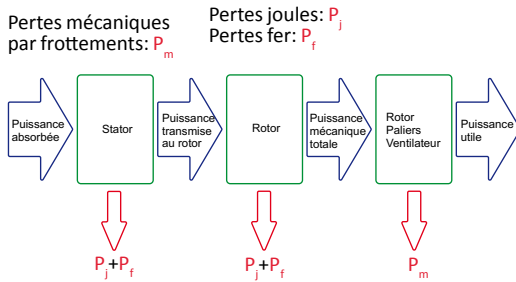 Pertes mécaniques
par frottements: Pm
Pertes joules: Pj
Pertes fer: Pf
Puissance
absorbée
Stator
Puissance
transmise
au rotor
Rotor
Puissance
mécanique
totale
Rotor
Paliers
Ventilateur
Puissance
utile
Pj+Pf
Pj+Pf
Pm